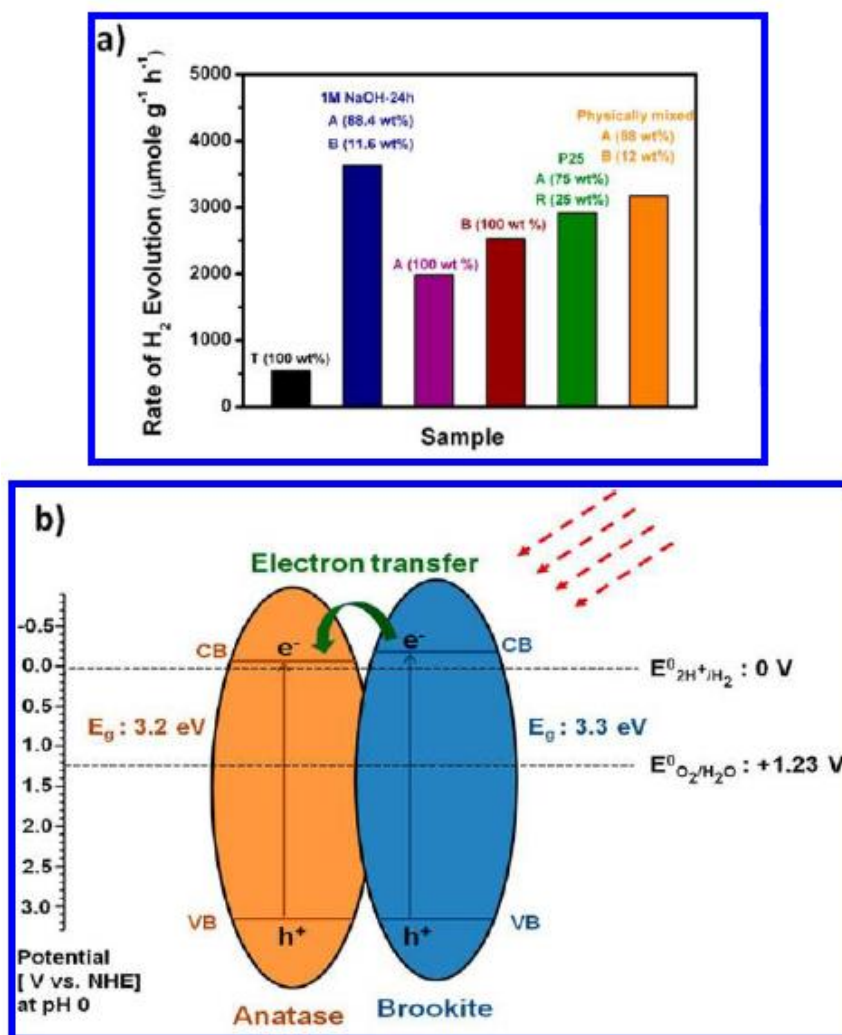 a)
Rate of H₂ Evolution (μmole g⁻¹ h⁻¹)
5000
4000
3000
2000
1000
0
T (100 wt%)
1M NaOH-24h
A (88.4 wt%)
B (11.6 wt%)
A (100 wt %)
B (100 wt %)
P25
A (75 wt%)
R (25 wt%)
Physically mixed
A (88 wt%)
B (12 wt%)
Sample
b)
Electron transfer
-0.5
0.0
0.5
1.0
1.5
2.0
2.5
3.0
CB
e⁻
e⁻
CB
E⁰2H⁺/H₂ : 0 V
Eg : 3.2 eV
Eg : 3.3 eV
E⁰O₂/H₂O : +1.23 V
VB
h⁺
h⁺
VB
Potential
[ V vs. NHE]
at pH 0
Anatase
Brookite